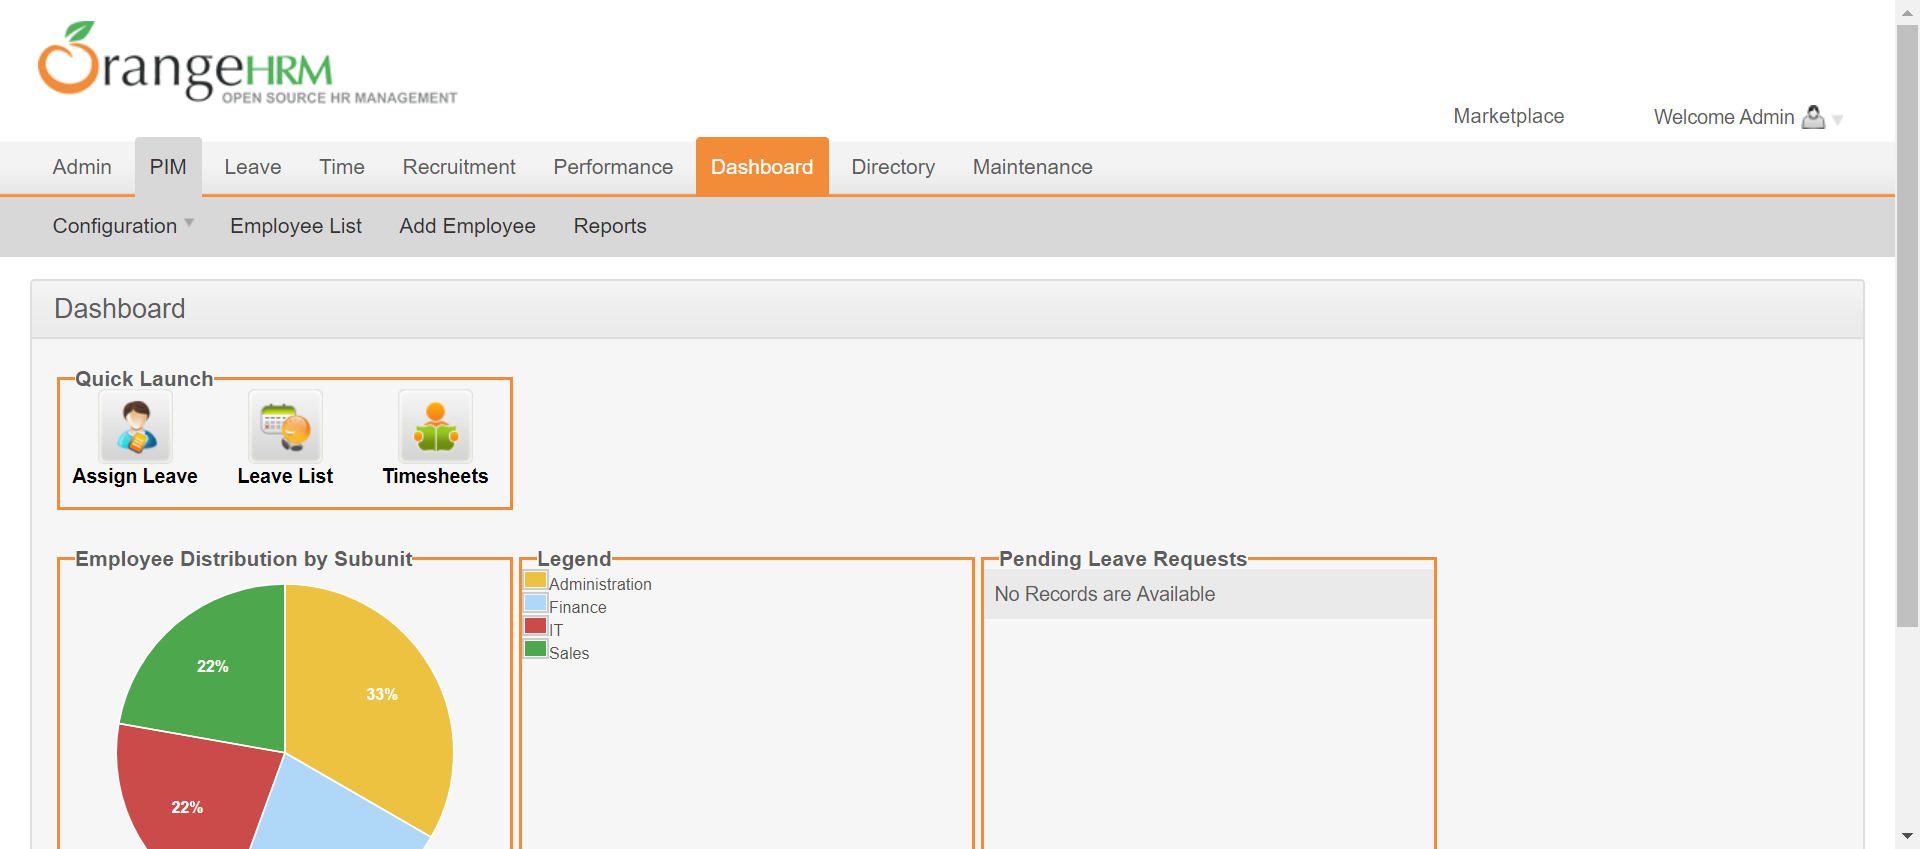 OrangeHRM
OPEN SOURCE HR MANAGEMENT
Marketplace
Welcome Admin
Admin PIM Leave Time Recruitment Performance Dashboard Directory Maintenance
Configuration Employee List Add Employee Reports
Dashboard
Quick Launch
Assign Leave Leave List Timesheets
Employee Distribution by Subunit
22%
33%
22%
Legend
Administration
Finance
IT
Sales
Pending Leave Requests
No Records are Available